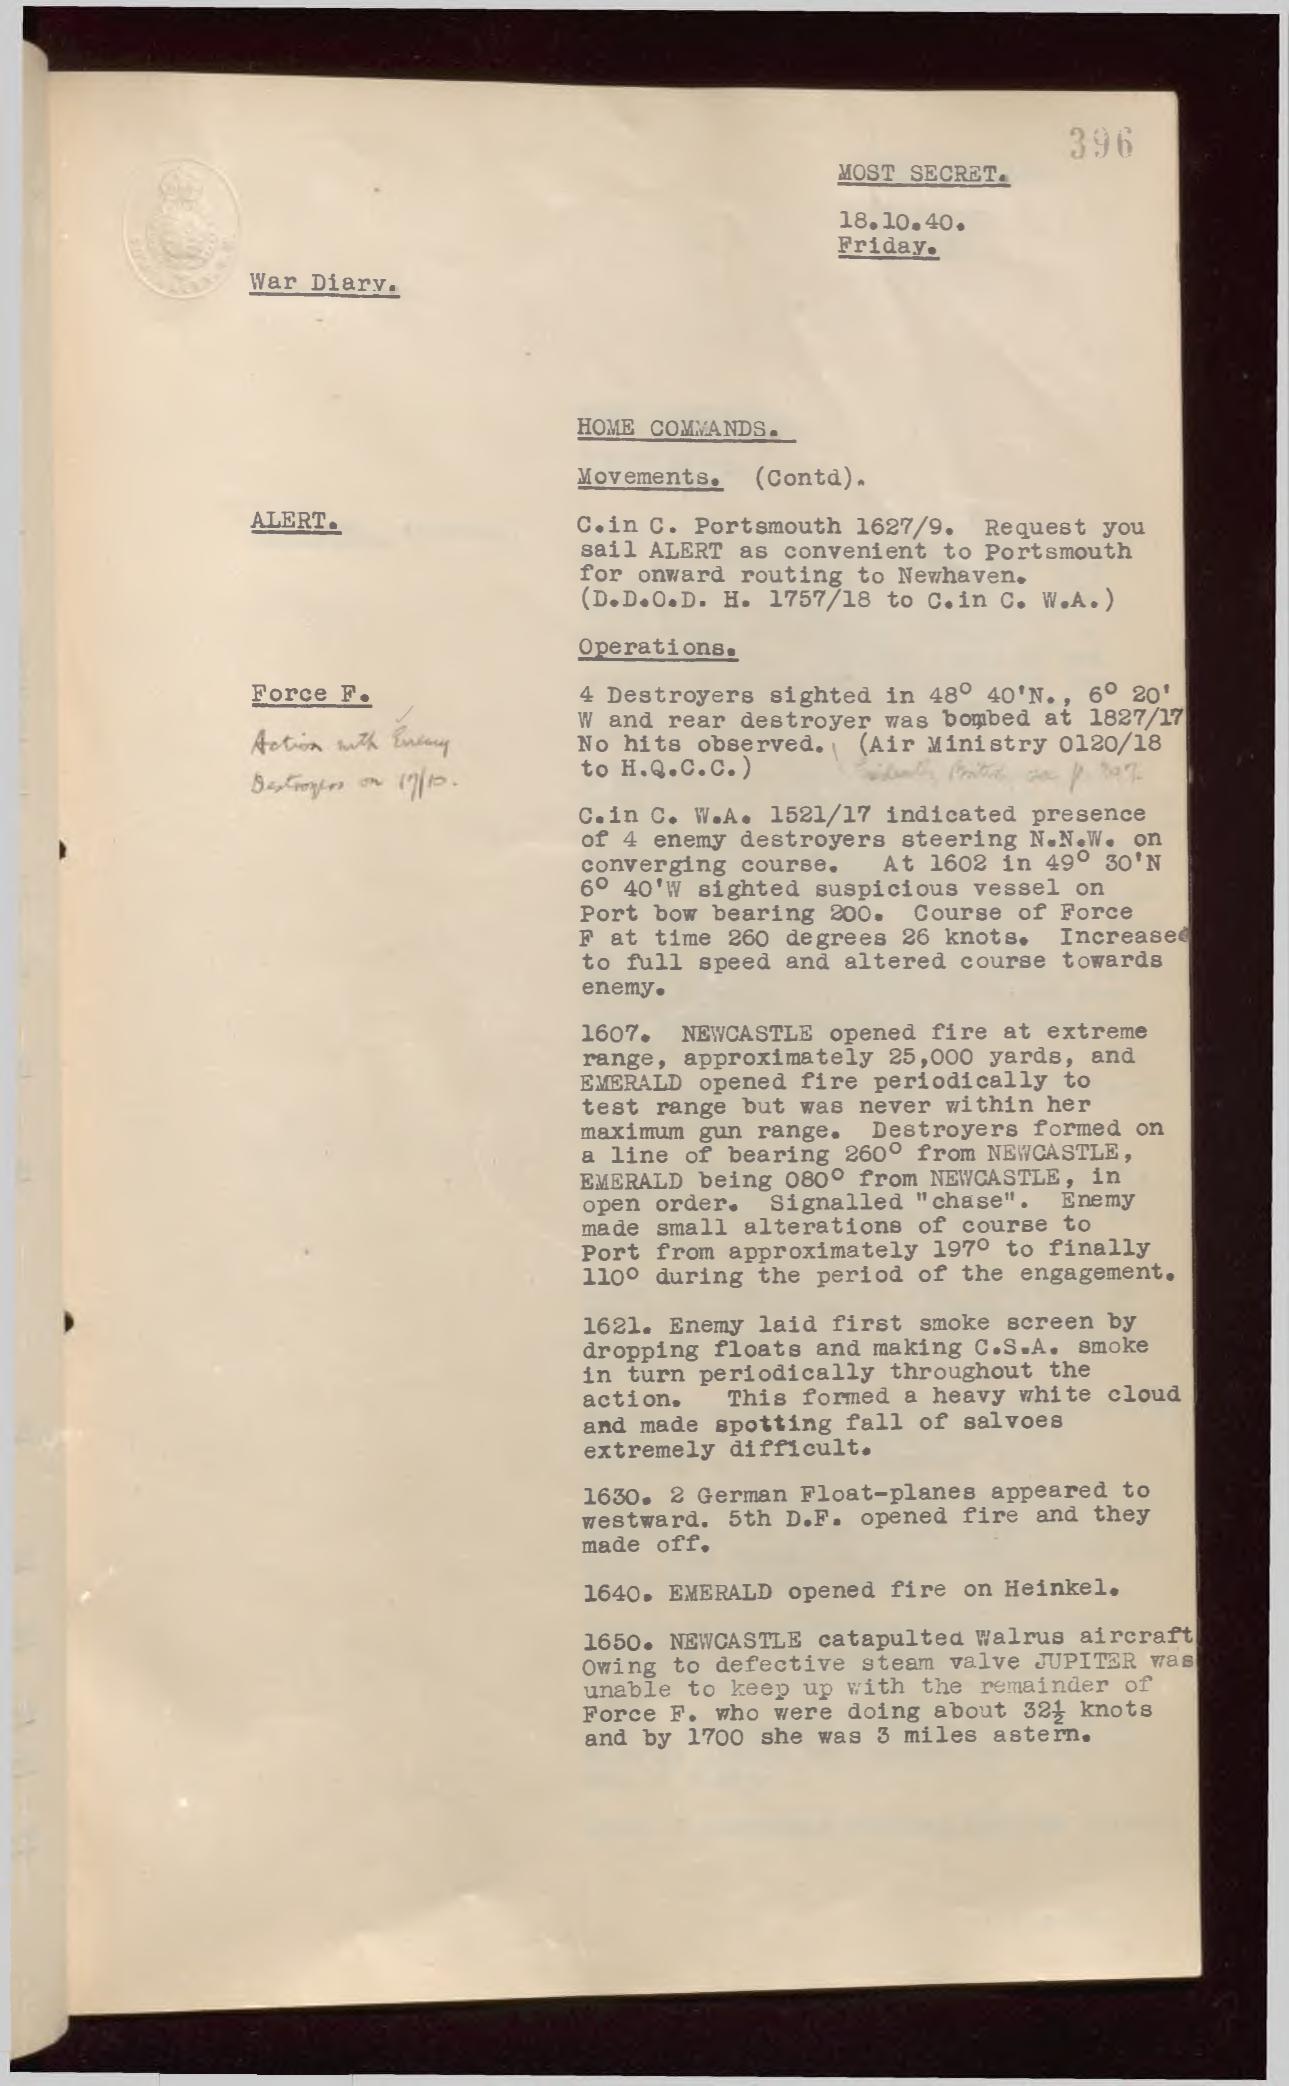 396
MOST SECRET.
18.10.40.
Friday.
War Diary.
HOME COMMANDS.
Movements. (Contd).
ALERT.
C.in C. Portsmouth 1627/9. Request you
sail ALERT as convenient to Portsmouth
for onward routing to Newhaven.
(D.D.O.D. H. 1757/18 to C.in C. W.A.)
Operations.
Force F.
Action with Enemy
Destroyers on 17/10.
4 Destroyers sighted in 48° 40'N., 6° 20'
W and rear destroyer was bombed at 1827/17
No hits observed. (Air Ministry 0120/18
to H.Q.C.C.)
British, see p. 397.
C.in C. W.A. 1521/17 indicated presence
of 4 enemy destroyers steering N.N.W. on
converging course. At 1602 in 49° 30'N
6° 40'W sighted suspicious vessel on
Port bow bearing 200. Course of Force
F at time 260 degrees 26 knots. Increased
to full speed and altered course towards
enemy.
1607. NEWCASTLE opened fire at extreme
range, approximately 25,000 yards, and
EMERALD opened fire periodically to
test range but was never within her
maximum gun range. Destroyers formed on
a line of bearing 260° from NEWCASTLE,
EMERALD being 080° from NEWCASTLE, in
open order. Signalled "chase". Enemy
made small alterations of course to
Port from approximately 197° to finally
110° during the period of the engagement.
1621. Enemy laid first smoke screen by
dropping floats and making C.S.A. smoke
in turn periodically throughout the
action. This formed a heavy white cloud
and made spotting fall of salvoes
extremely difficult.
1630. 2 German Float-planes appeared to
westward. 5th D.F. opened fire and they
made off.
1640. EMERALD opened fire on Heinkel.
1650. NEWCASTLE catapulted Walrus aircraft
Owing to defective steam valve JUPITER was
unable to keep up with the remainder of
Force F. who were doing about 32½ knots
and by 1700 she was 3 miles astern.